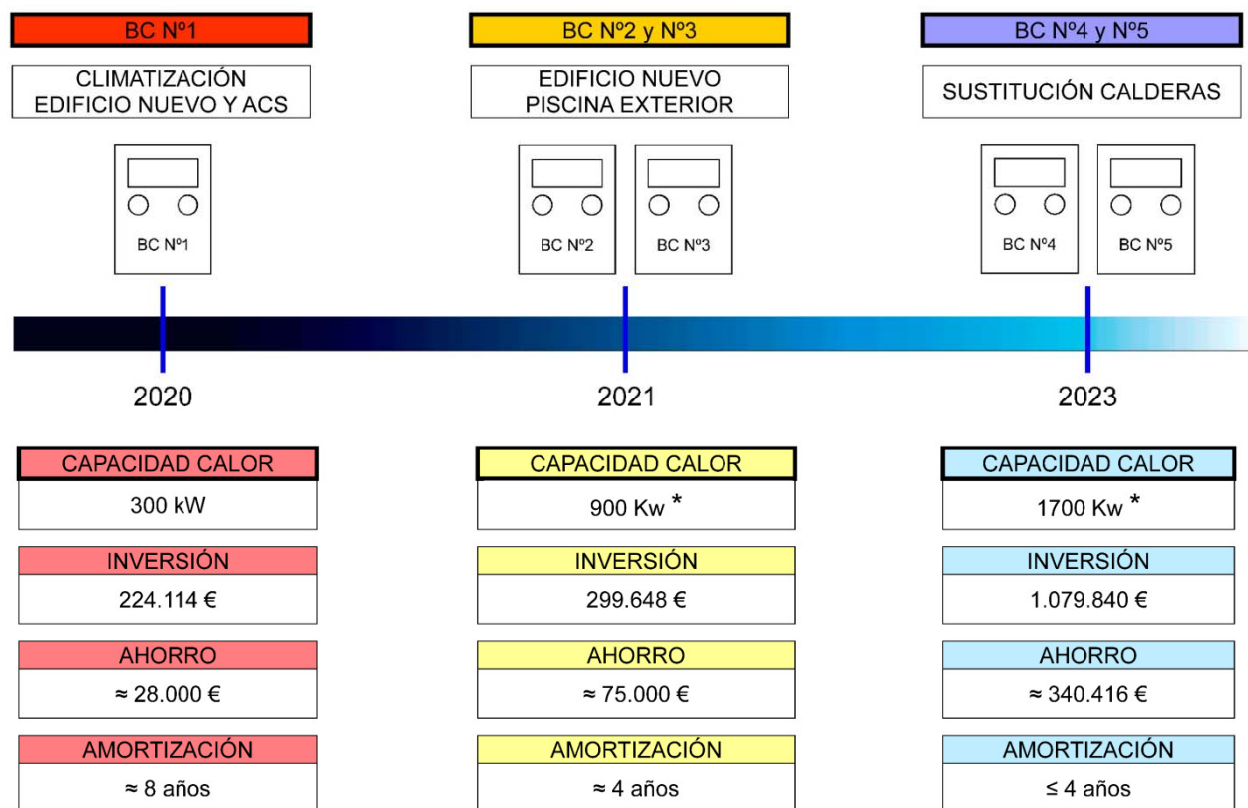 BC Nº1
BC Nº2 y Nº3
BC Nº4 y Nº5
CLIMATIZACIÓN
EDIFICIO NUEVO Y ACS
EDIFICIO NUEVO
PISCINA EXTERIOR
SUSTITUCIÓN CALDERAS
BC Nº1
BC Nº2
BC Nº3
BC Nº4
BC Nº5
2020
2021
2023
CAPACIDAD CALOR
300 kW
INVERSIÓN
224.114 €
AHORRO
≈ 28.000 €
AMORTIZACIÓN
≈ 8 años
CAPACIDAD CALOR
900 Kw *
INVERSIÓN
299.648 €
AHORRO
≈ 75.000 €
AMORTIZACIÓN
≈ 4 años
CAPACIDAD CALOR
1700 Kw *
INVERSIÓN
1.079.840 €
AHORRO
≈ 340.416 €
AMORTIZACIÓN
≤ 4 años